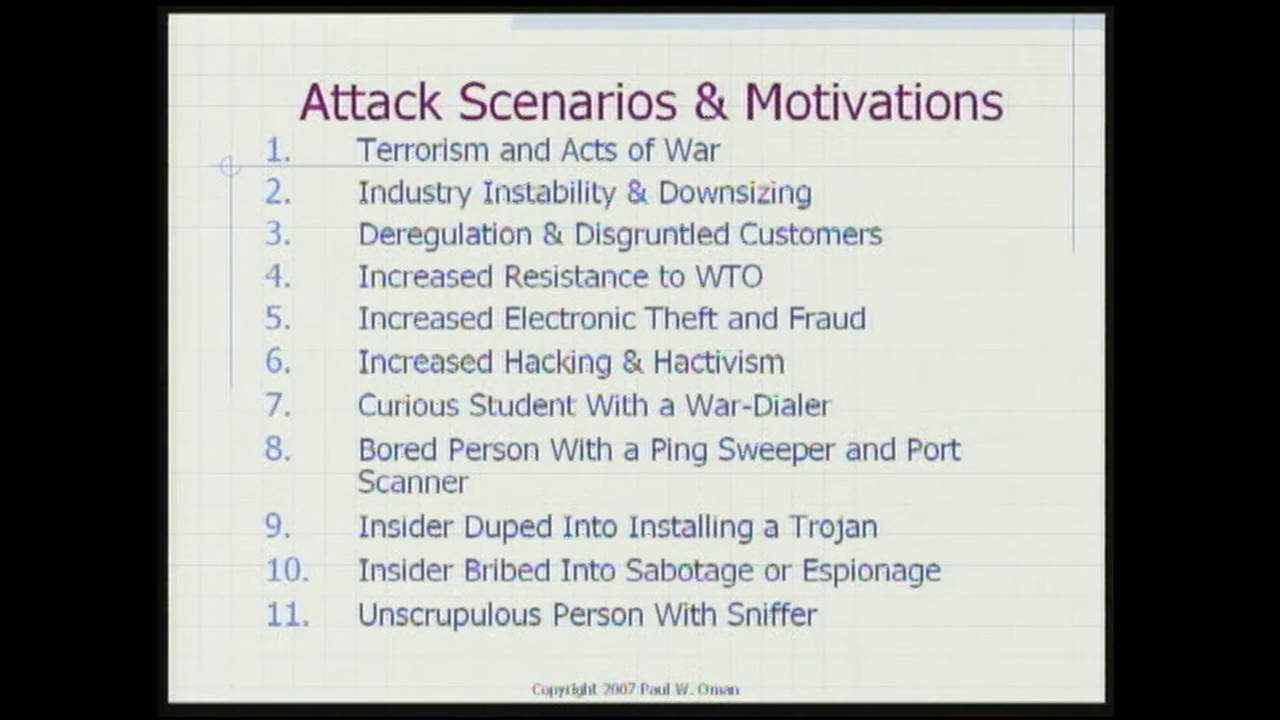 Attack Scenarios & Motivations
1. Terrorism and Acts of War
2. Industry Instability & Downsizing
3. Deregulation & Disgruntled Customers
4. Increased Resistance to WTO
5. Increased Electronic Theft and Fraud
6. Increased Hacking & Hactivism
7. Curious Student With a War-Dialer
8. Bored Person With a Ping Sweeper and Port
Scanner
9. Insider Duped Into Installing a Trojan
10. Insider Bribed Into Sabotage or Espionage
11. Unscrupulous Person With Sniffer
Copyright 2007 Paul W. Oman